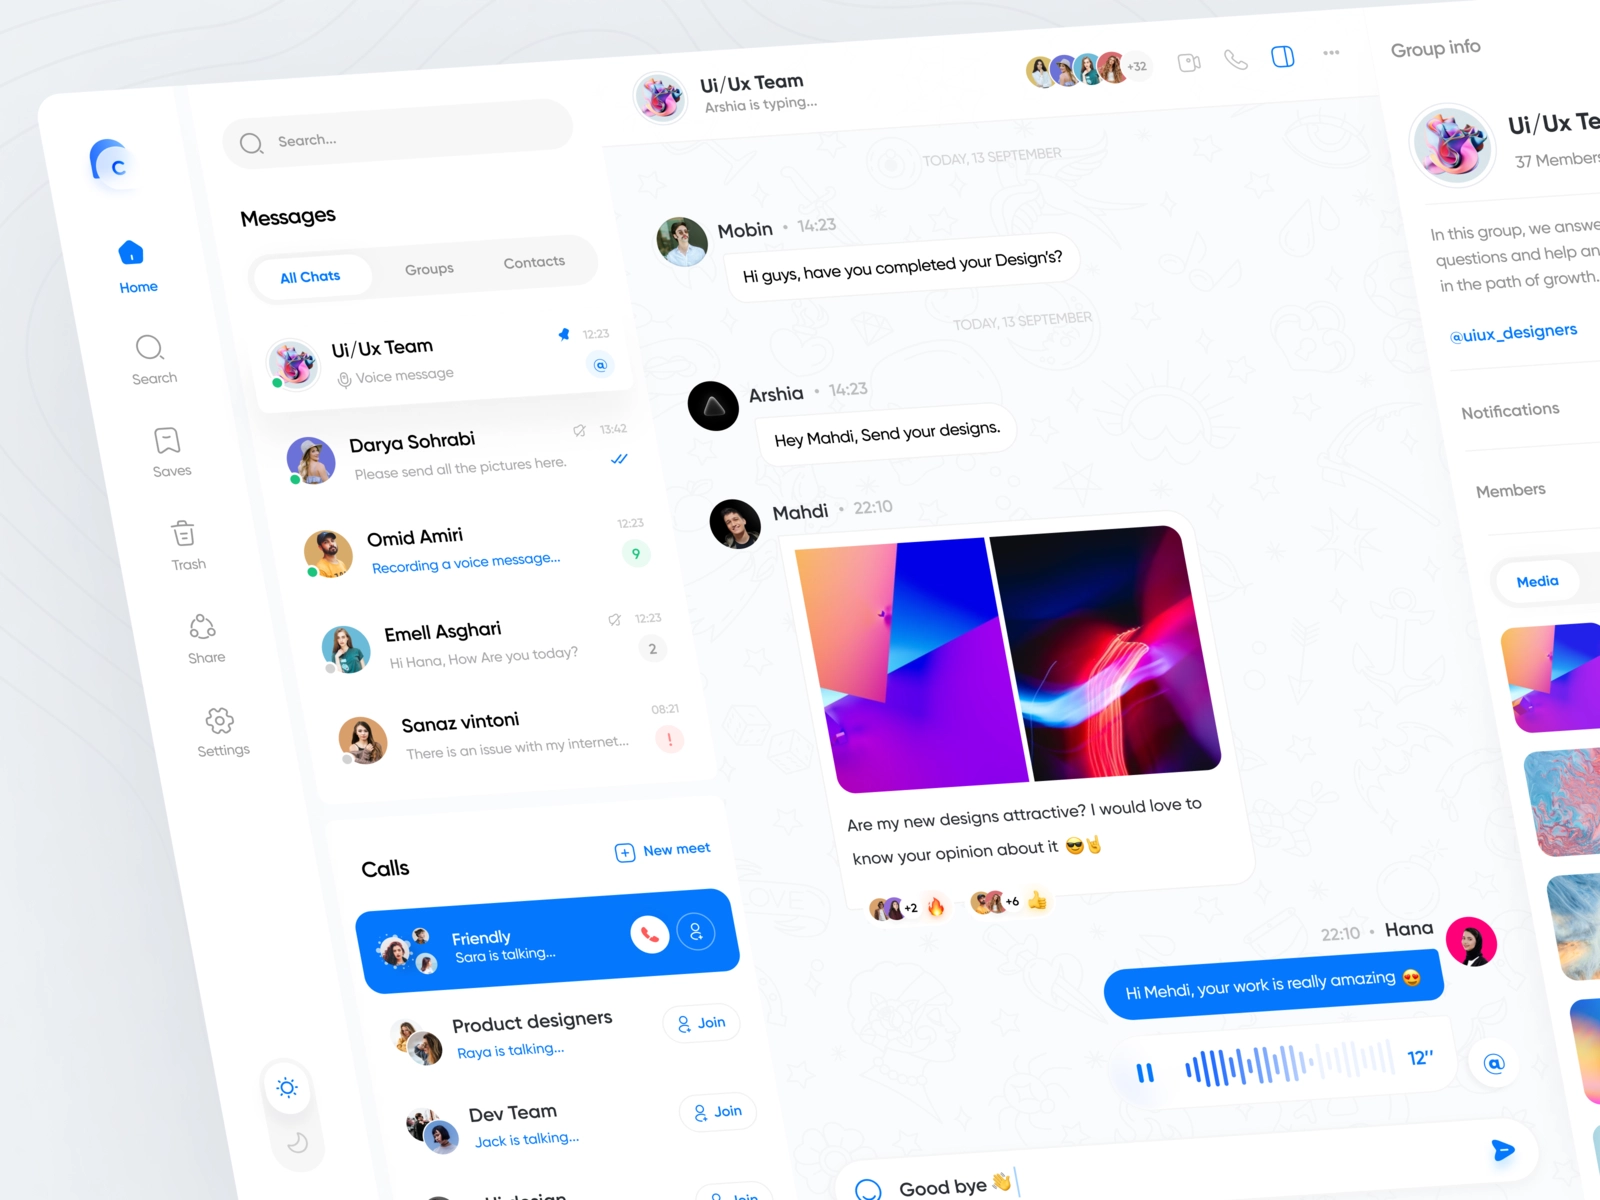 C
Home
Search
Saves
Trash
Share
Settings
Search...
Messages
All Chats
Groups
Contacts
Ui/Ux Team
12:23
Voice message
@
Darya Sohrabi
13:42
Please send all the pictures here.
Omid Amiri
12:23
Recording a voice message...
9
Emell Asghari
12:23
Hi Hana, How Are you today?
2
Sanaz vintoni
08:21
There is an issue with my internet...
!
Calls
New meet
Friendly
Sara is talking...
Product designers
Raya is talking...
Join
Dev Team
Jack is talking...
Join
design
Join
Ui/Ux Team
Arshia is typing...
+32
TODAY, 13 SEPTEMBER
Mobin • 14:23
Hi guys, have you completed your Design's?
TODAY, 13 SEPTEMBER
Arshia • 14:23
Hey Mahdi, Send your designs.
Mahdi • 22:10
Are my new designs attractive? I would love to
know your opinion about it 😎🤘
+2 🔥
+6 👍
22:10 • Hana
Hi Mehdi, your work is really amazing 😍
12''
@
Good bye 👋
Group info
Ui/Ux Te
37 Members
In this group, we answe
questions and help an
in the path of growth.
@uiux_designers
Notifications
Members
Media